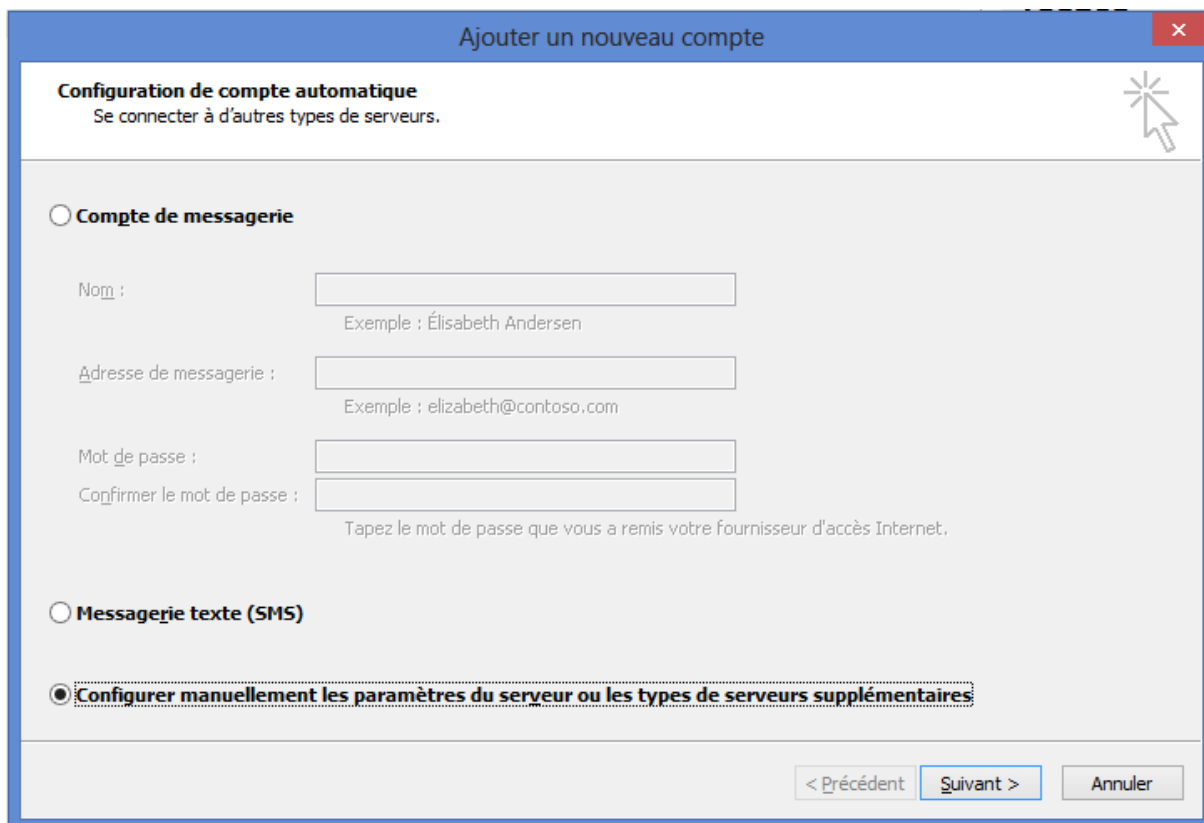 Ajouter un nouveau compte
Configuration de compte automatique
Se connecter à d'autres types de serveurs.
Compte de messagerie
Nom :
Exemple : Élisabeth Andersen
Adresse de messagerie :
Exemple : elizabeth@contoso.com
Mot de passe :
Confirmer le mot de passe :
Tapez le mot de passe que vous a remis votre fournisseur d'accès Internet.
Messagerie texte (SMS)
Configurer manuellement les paramètres du serveur ou les types de serveurs supplémentaires
< Précédent Suivant > Annuler